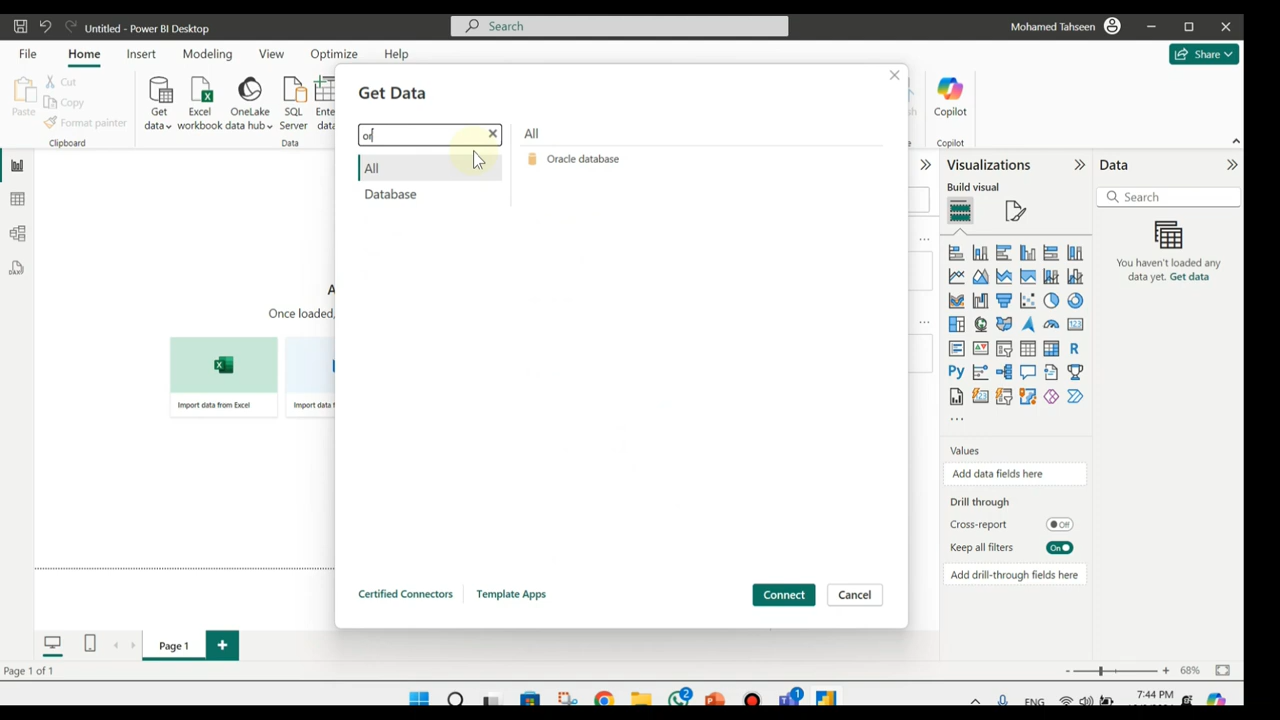 Untitled - Power BI Desktop
Search
Mohamed Tahseen
File
Home
Insert
Modeling
View
Optimize
Help
Share
Paste
Cut
Copy
Format painter
Clipboard
Get data
Excel workbook
OneLake data hub
SQL Server
Data
Copilot
Copilot
Get Data
or
All
Database
All
Oracle database
Once loaded,
Import data from Excel
Certified Connectors
Template Apps
Connect
Cancel
Visualizations
Build visual
R
Py
...
Values
Add data fields here
Drill through
Cross-report
Off
Keep all filters
On
Add drill-through fields here
Data
Search
You haven't loaded any
data yet. Get data
Page 1
Page 1 of 1
- + 68%
2
1
ENG
7:44 PM